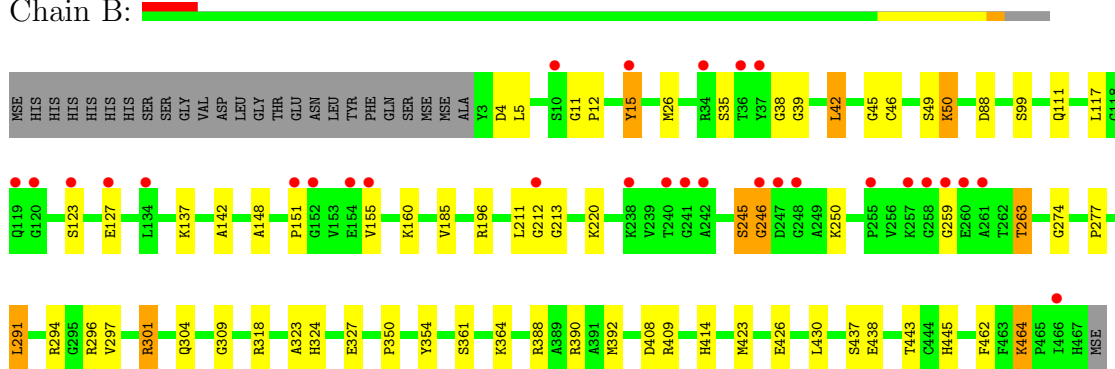 Chain B:
MSE HIS HIS HIS HIS HIS HIS SER SER GLY VAL ASP LEU GLY THR GLU ASN LEU TYR PHE GLN SER MSE MSE ALA Y3 D4 L5 S10 G11 P12 Y15 M26 R34 S35 T36 Y37 G38 G39 L42 G45 C46 S49 K50 D88 S99 Q111 L117 G118
Q119 G120 S123 E127 L134 K137 A142 A148 P151 G152 V153 E154 V155 K160 V185 R196 L211 G212 G213 K220 K238 V239 T240 G241 A242 S245 G246 D247 G248 A249 K250 P255 V256 K257 G258 G259 E260 A261 T262 T263 G274 P277
L291 R294 G295 R296 V297 R301 Q304 G309 R318 A323 H324 E327 P350 Y354 S361 K364 R388 A389 R390 A391 M392 D408 R409 H414 M423 E426 L430 S437 E438 T443 C444 H445 F462 F463 K464 P465 I466 H467 MSE